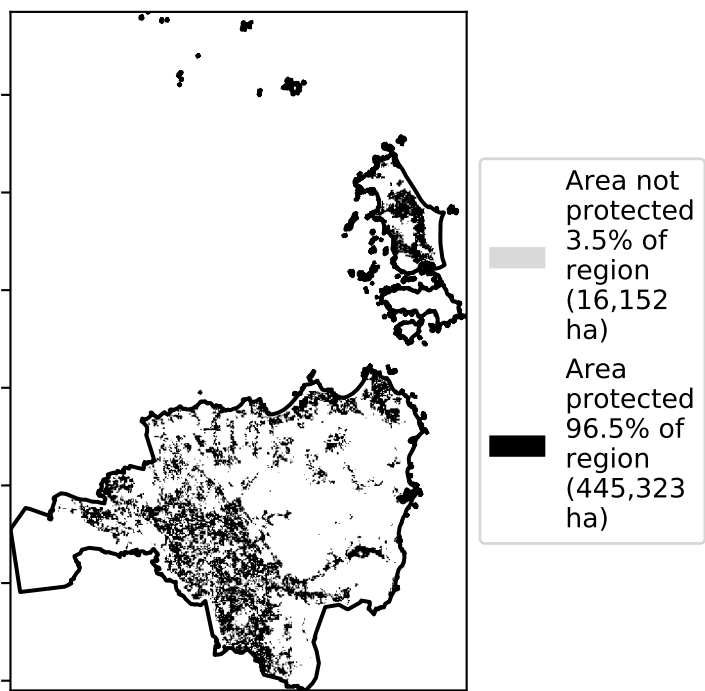 Area not
protected
3.5% of
region
(16,152
ha)
Area
protected
96.5% of
region
(445,323
ha)